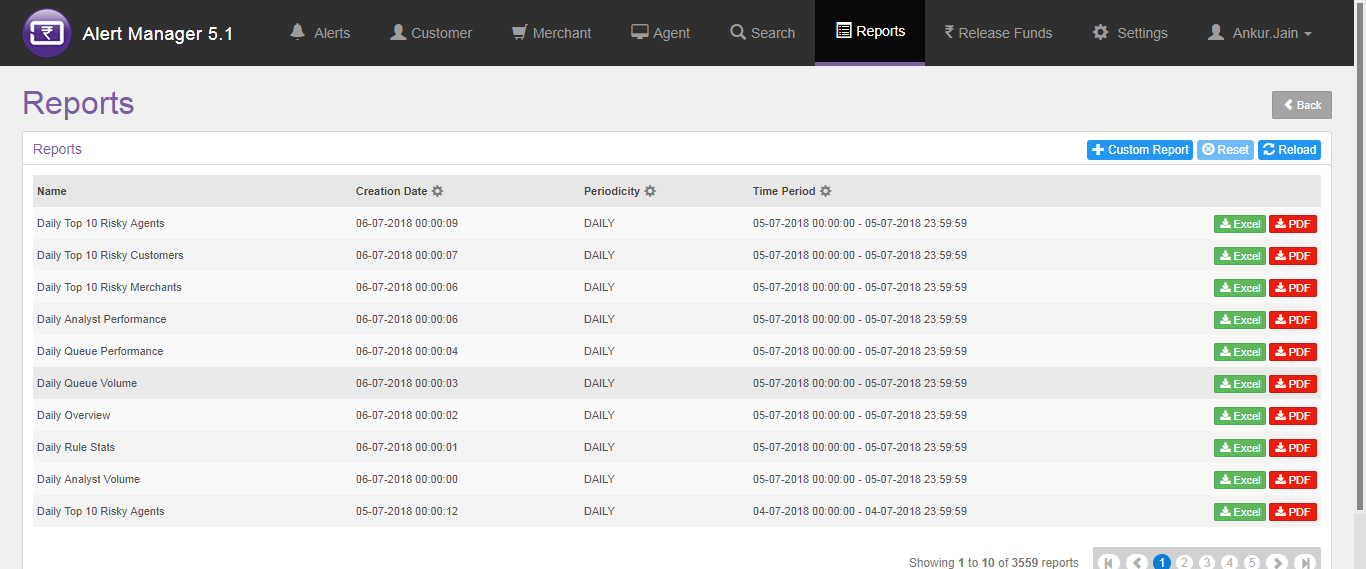 Alert Manager 5.1 Alerts Customer Merchant Agent Search Reports ₹ Release Funds Settings Ankur.Jain
Reports
Back
Reports Custom Report Reset Reload
Name Creation Date Periodicity Time Period
Daily Top 10 Risky Agents 06-07-2018 00:00:09 DAILY 05-07-2018 00:00:00 - 05-07-2018 23:59:59 Excel PDF
Daily Top 10 Risky Customers 06-07-2018 00:00:07 DAILY 05-07-2018 00:00:00 - 05-07-2018 23:59:59 Excel PDF
Daily Top 10 Risky Merchants 06-07-2018 00:00:06 DAILY 05-07-2018 00:00:00 - 05-07-2018 23:59:59 Excel PDF
Daily Analyst Performance 06-07-2018 00:00:06 DAILY 05-07-2018 00:00:00 - 05-07-2018 23:59:59 Excel PDF
Daily Queue Performance 06-07-2018 00:00:04 DAILY 05-07-2018 00:00:00 - 05-07-2018 23:59:59 Excel PDF
Daily Queue Volume 06-07-2018 00:00:03 DAILY 05-07-2018 00:00:00 - 05-07-2018 23:59:59 Excel PDF
Daily Overview 06-07-2018 00:00:02 DAILY 05-07-2018 00:00:00 - 05-07-2018 23:59:59 Excel PDF
Daily Rule Stats 06-07-2018 00:00:01 DAILY 05-07-2018 00:00:00 - 05-07-2018 23:59:59 Excel PDF
Daily Analyst Volume 06-07-2018 00:00:00 DAILY 05-07-2018 00:00:00 - 05-07-2018 23:59:59 Excel PDF
Daily Top 10 Risky Agents 05-07-2018 00:00:12 DAILY 04-07-2018 00:00:00 - 04-07-2018 23:59:59 Excel PDF
Showing 1 to 10 of 3559 reports 1 2 3 4 5